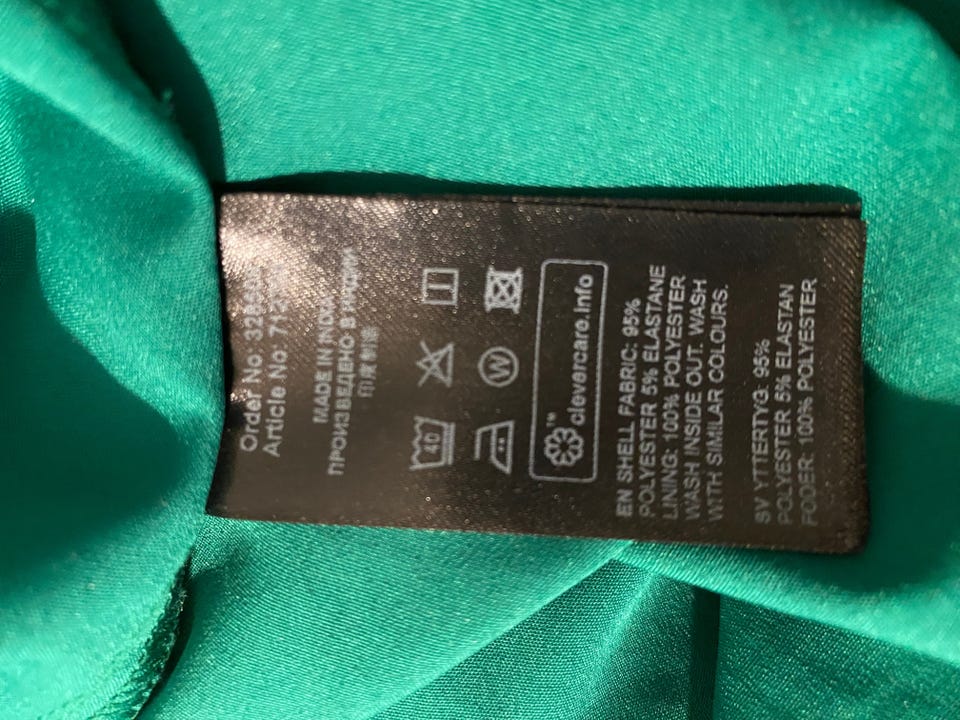 Order No:
Article No:
MADE IN INDIA
ПРОИЗВЕДЕНО В ИНДИИ
印度制造
40
W
clevercare.info
EN SHELL FABRIC: 95%
POLYESTER 5% ELASTANE
LINING: 100% POLYESTER
WASH INSIDE OUT. WASH
WITH SIMILAR COLOURS.
SV YTTERTYG: 95%
POLYESTER 5% ELASTAN
FODER: 100% POLYESTER